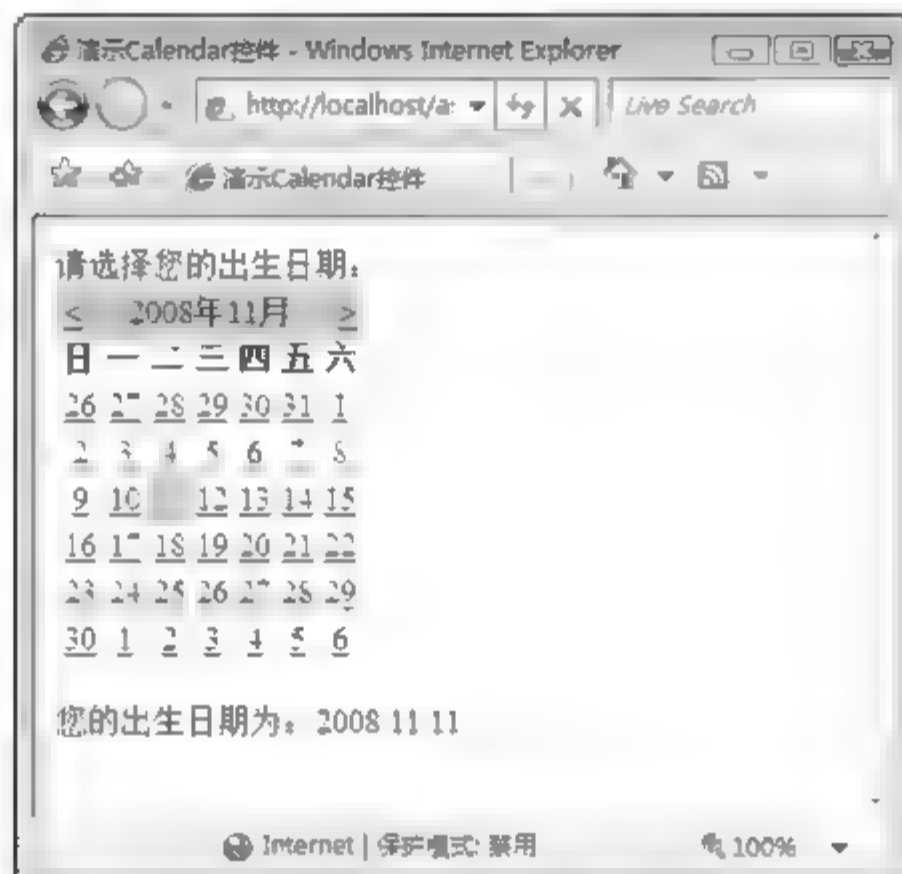 演示Calendar控件 - Windows Internet Explorer
http://localhost/a: Live Search
演示Calendar控件
请选择您的出生日期：
< 2008年11月 >
日 一 二 三 四 五 六
26 27 28 29 30 31 1
2 3 4 5 6 7 8
9 10 12 13 14 15
16 17 18 19 20 21 22
23 24 25 26 27 28 29
30 1 2 3 4 5 6
您的出生日期为：2008 11 11
Internet | 保护模式: 禁用 100%